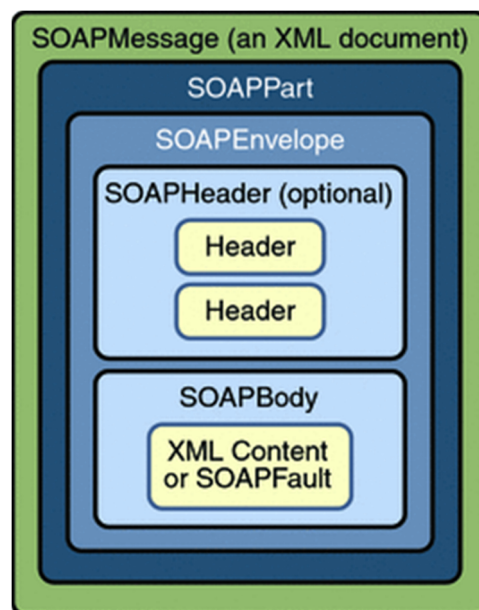 SOAPMessage (an XML document)
SOAPPart
SOAPEnvelope
SOAPHeader (optional)
Header
Header
SOAPBody
XML Content
or SOAPFault